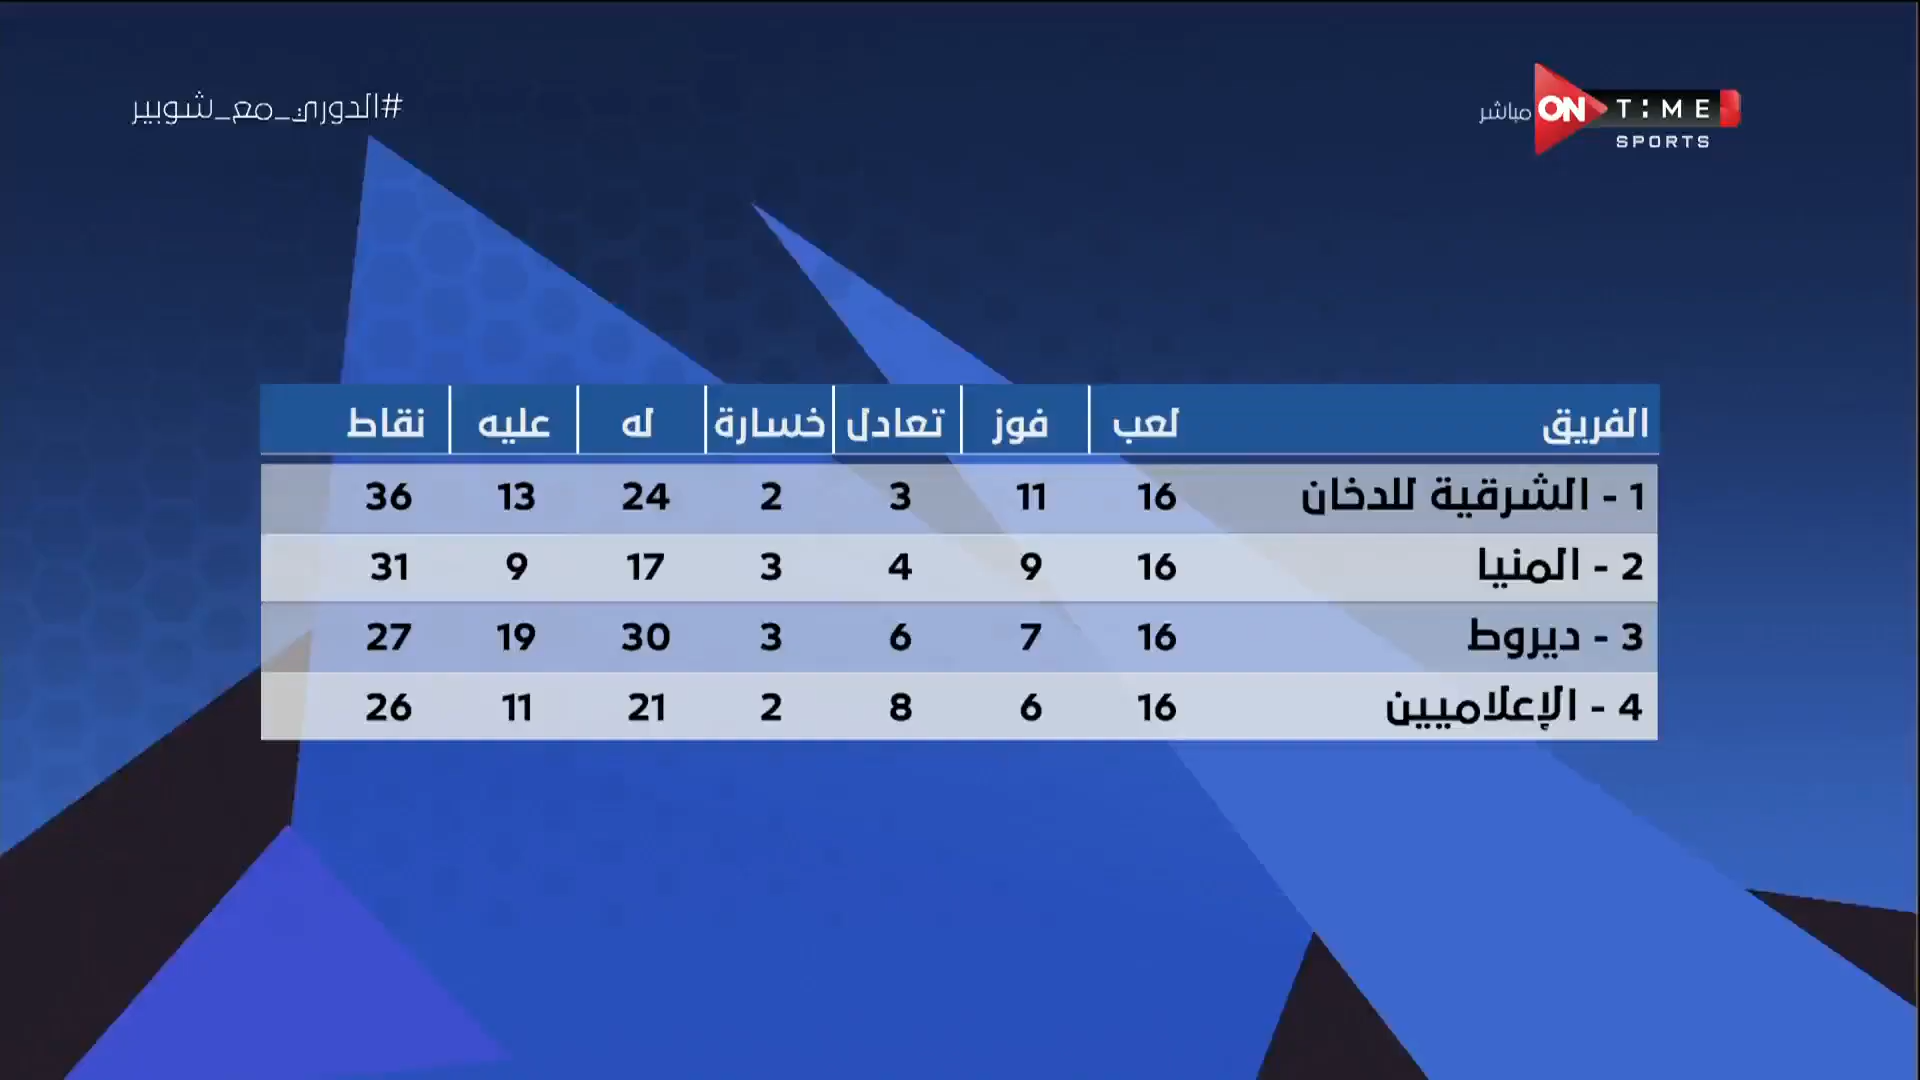 #الدوري_مع_شوبير
مباشر ON TIME
SPORTS
الفريق لعب فوز تعادل خسارة له عليه نقاط
1 - الشرقية للدخان 16 11 3 2 24 13 36
2 - المنيا 16 9 4 3 17 9 31
3 - ديروط 16 7 6 3 30 19 27
4 - الإعلاميين 16 6 8 2 21 11 26